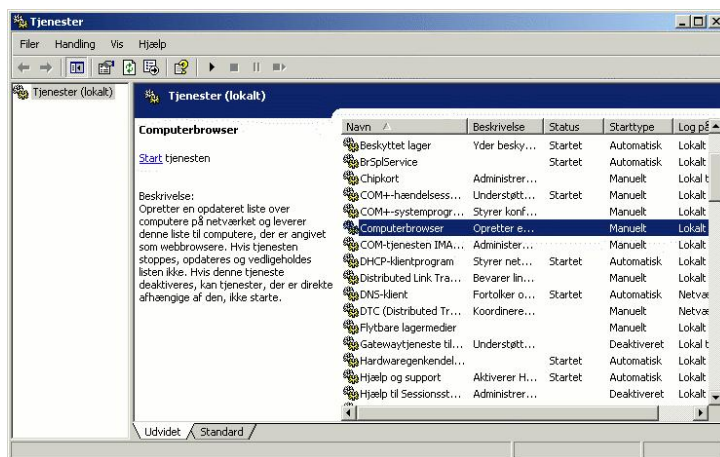 Tjenester
Filer Handling Vis Hjælp
Tjenester (lokalt)
Tjenester (lokalt)
Computerbrowser
Start tjenesten
Beskrivelse:
Opretter en opdateret liste over
computere på netværket og leverer
denne liste til computere, der er angivet
som webbrowsere. Hvis tjenesten
stoppes, opdateres og vedligeholdes
listen ikke. Hvis denne tjeneste
deaktiveres, kan tjenester, der er direkte
afhængige af den, ikke starte.
Navn Beskrivelse Status Starttype Log på
Beskyttet lager Yder besky... Startet Automatisk Lokalt
BrSplService Startet Automatisk Lokalt
Chipkort Administrer... Manuelt Lokal t
COM+-hændelsess... Understøtt... Startet Manuelt Lokalt
COM+-systemprogr... Styrer konf... Manuelt Lokalt
Computerbrowser Opretter e... Manuelt Lokalt
COM-tjenesten IMA... Administer... Manuelt Lokalt
DHCP-klientprogram Styrer net... Startet Automatisk Lokalt
Distributed Link Tra... Bevarer lin... Manuelt Lokalt
DNS-klient Fortolker o... Startet Automatisk Netvæ
DTC (Distributed Tr... Koordinere... Manuelt Netvæ
Flytbare lagermedier Manuelt Lokalt
Gatewaytjeneste til... Understøtt... Deaktiveret Lokal t
Hardwaregenkendel... Startet Automatisk Lokalt
Hjælp og support Aktiverer H... Startet Automatisk Lokalt
Hjælp til Sessionsst... Administrer... Deaktiveret Lokalt
Udvidet Standard